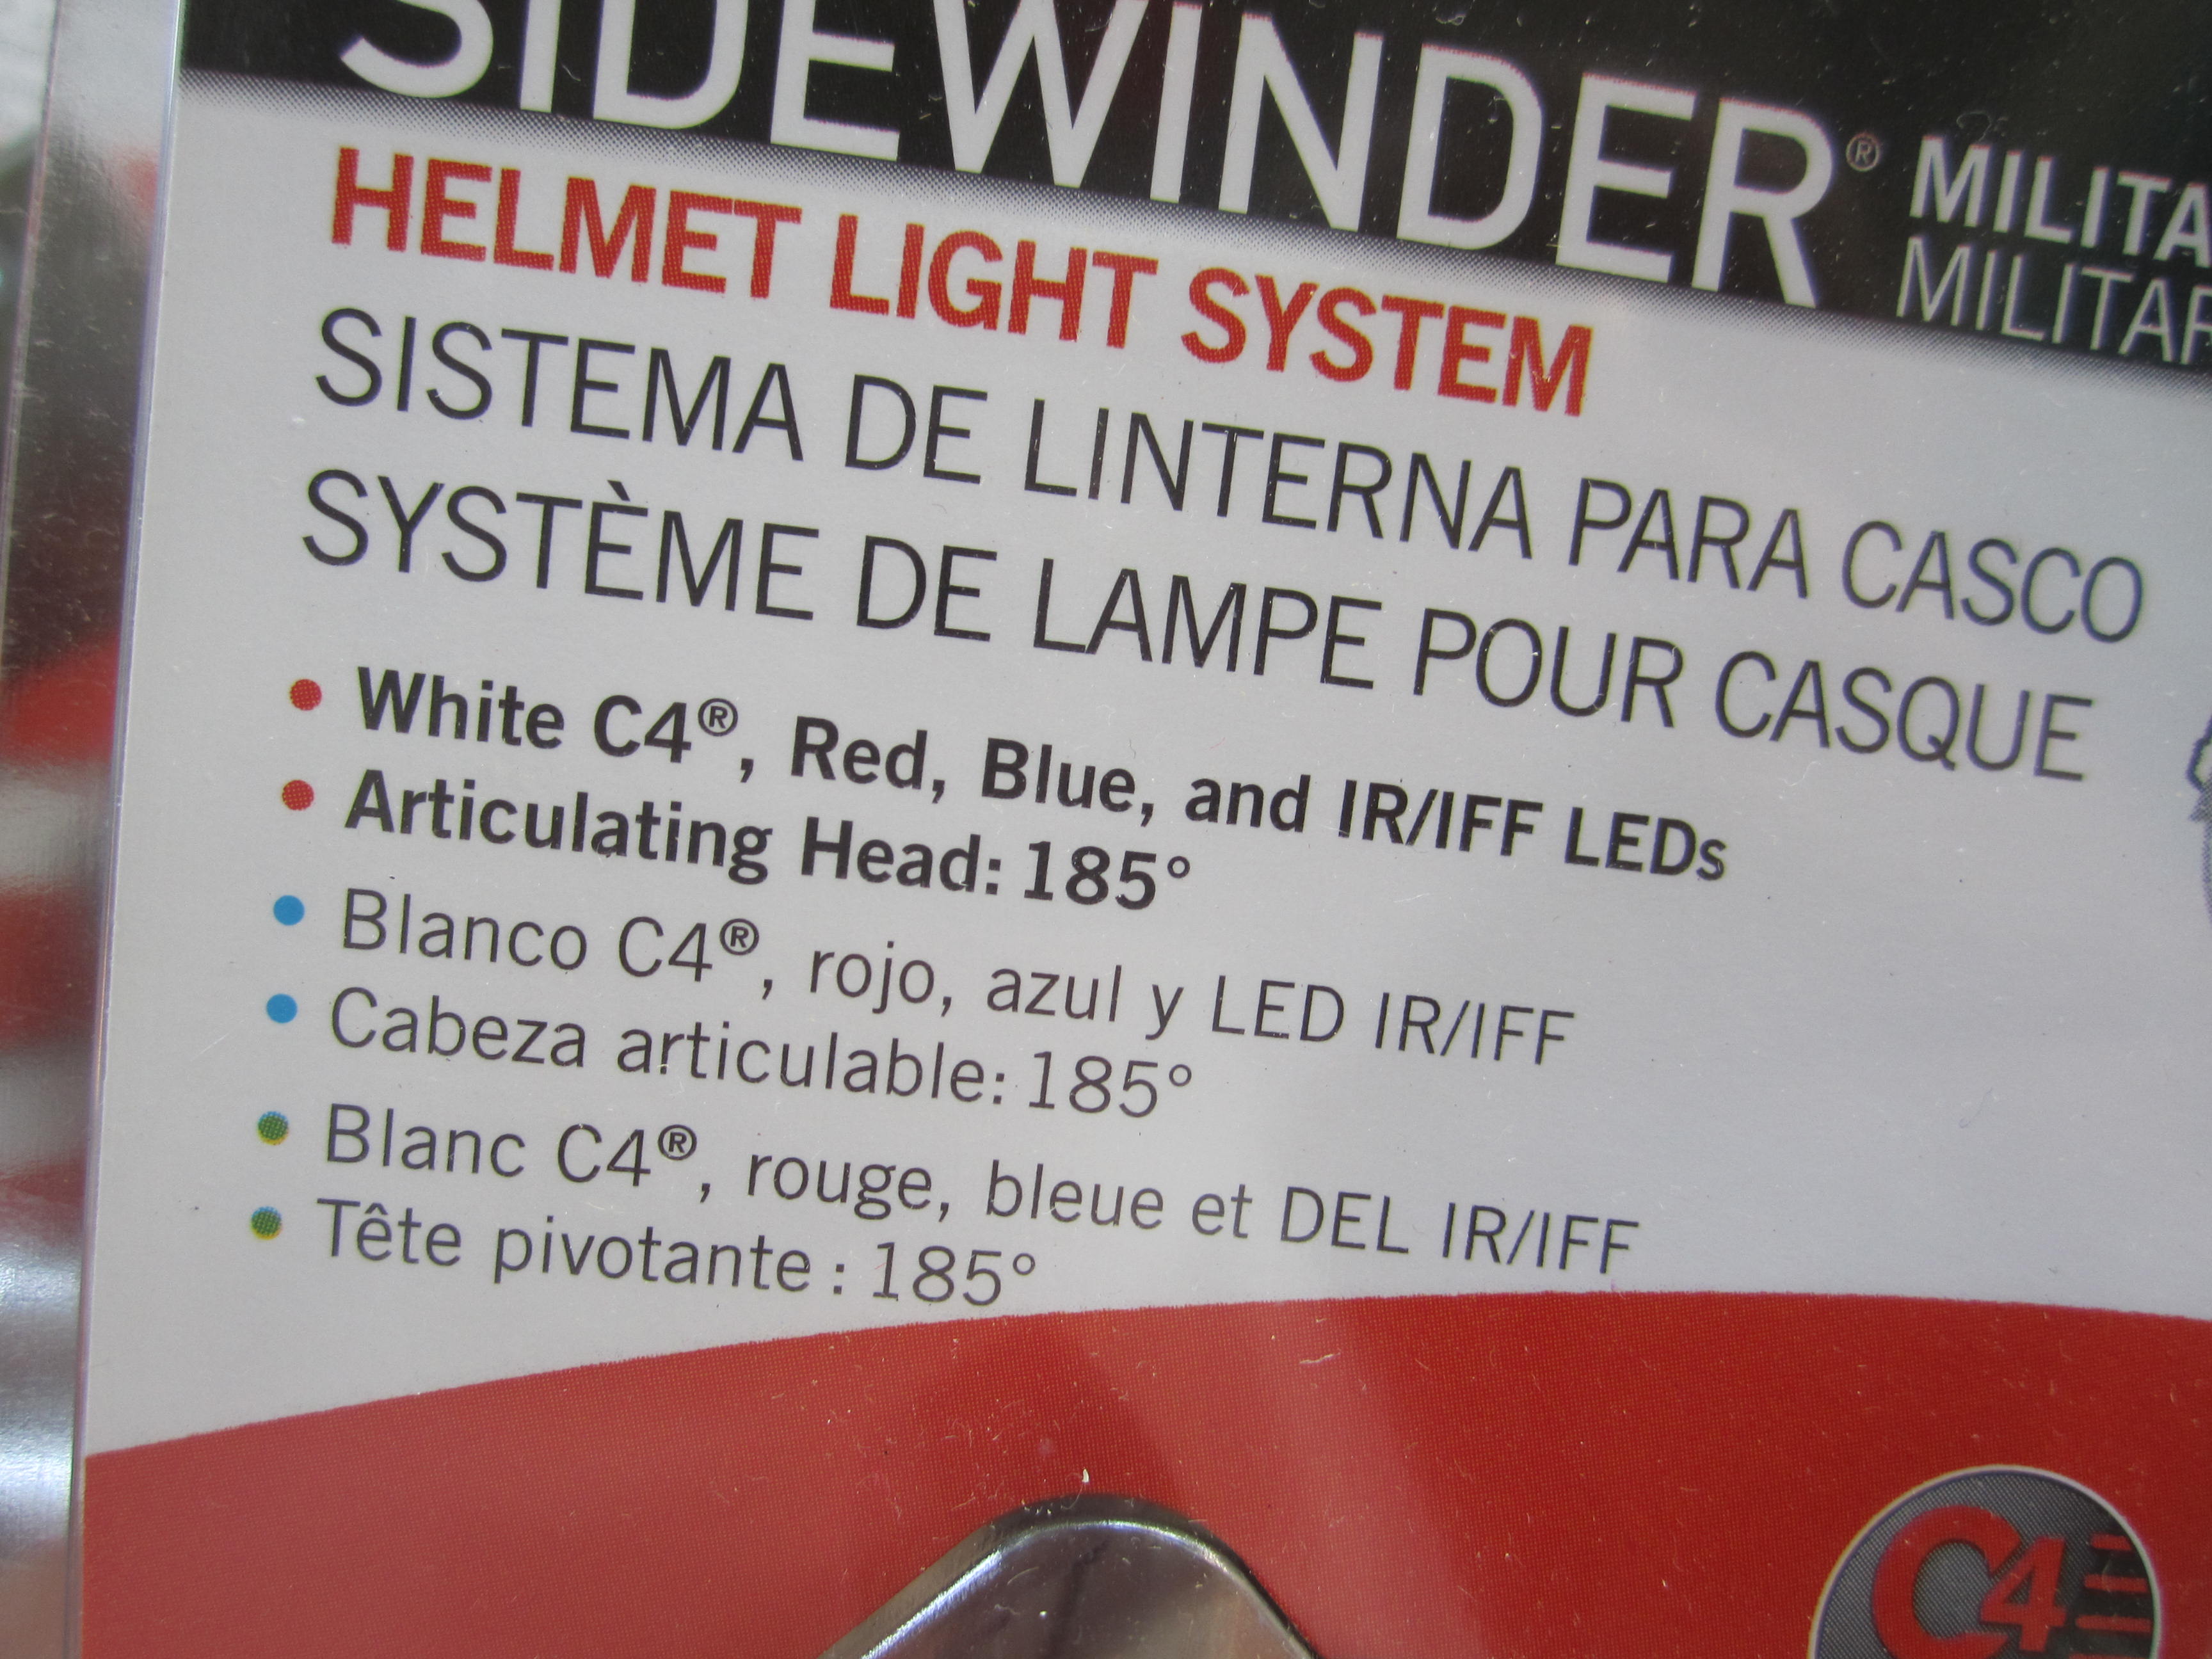 SIDEWINDER®
HELMET LIGHT SYSTEM
SISTEMA DE LINTERNA PARA CASCO
SYSTÈME DE LAMPE POUR CASQUE
• White C4®, Red, Blue, and IR/IFF LEDs
• Articulating Head: 185°
• Blanco C4®, rojo, azul y LED IR/IFF
• Cabeza articulable: 185°
• Blanc C4®, rouge, bleue et DEL IR/IFF
• Tête pivotante : 185°
C4